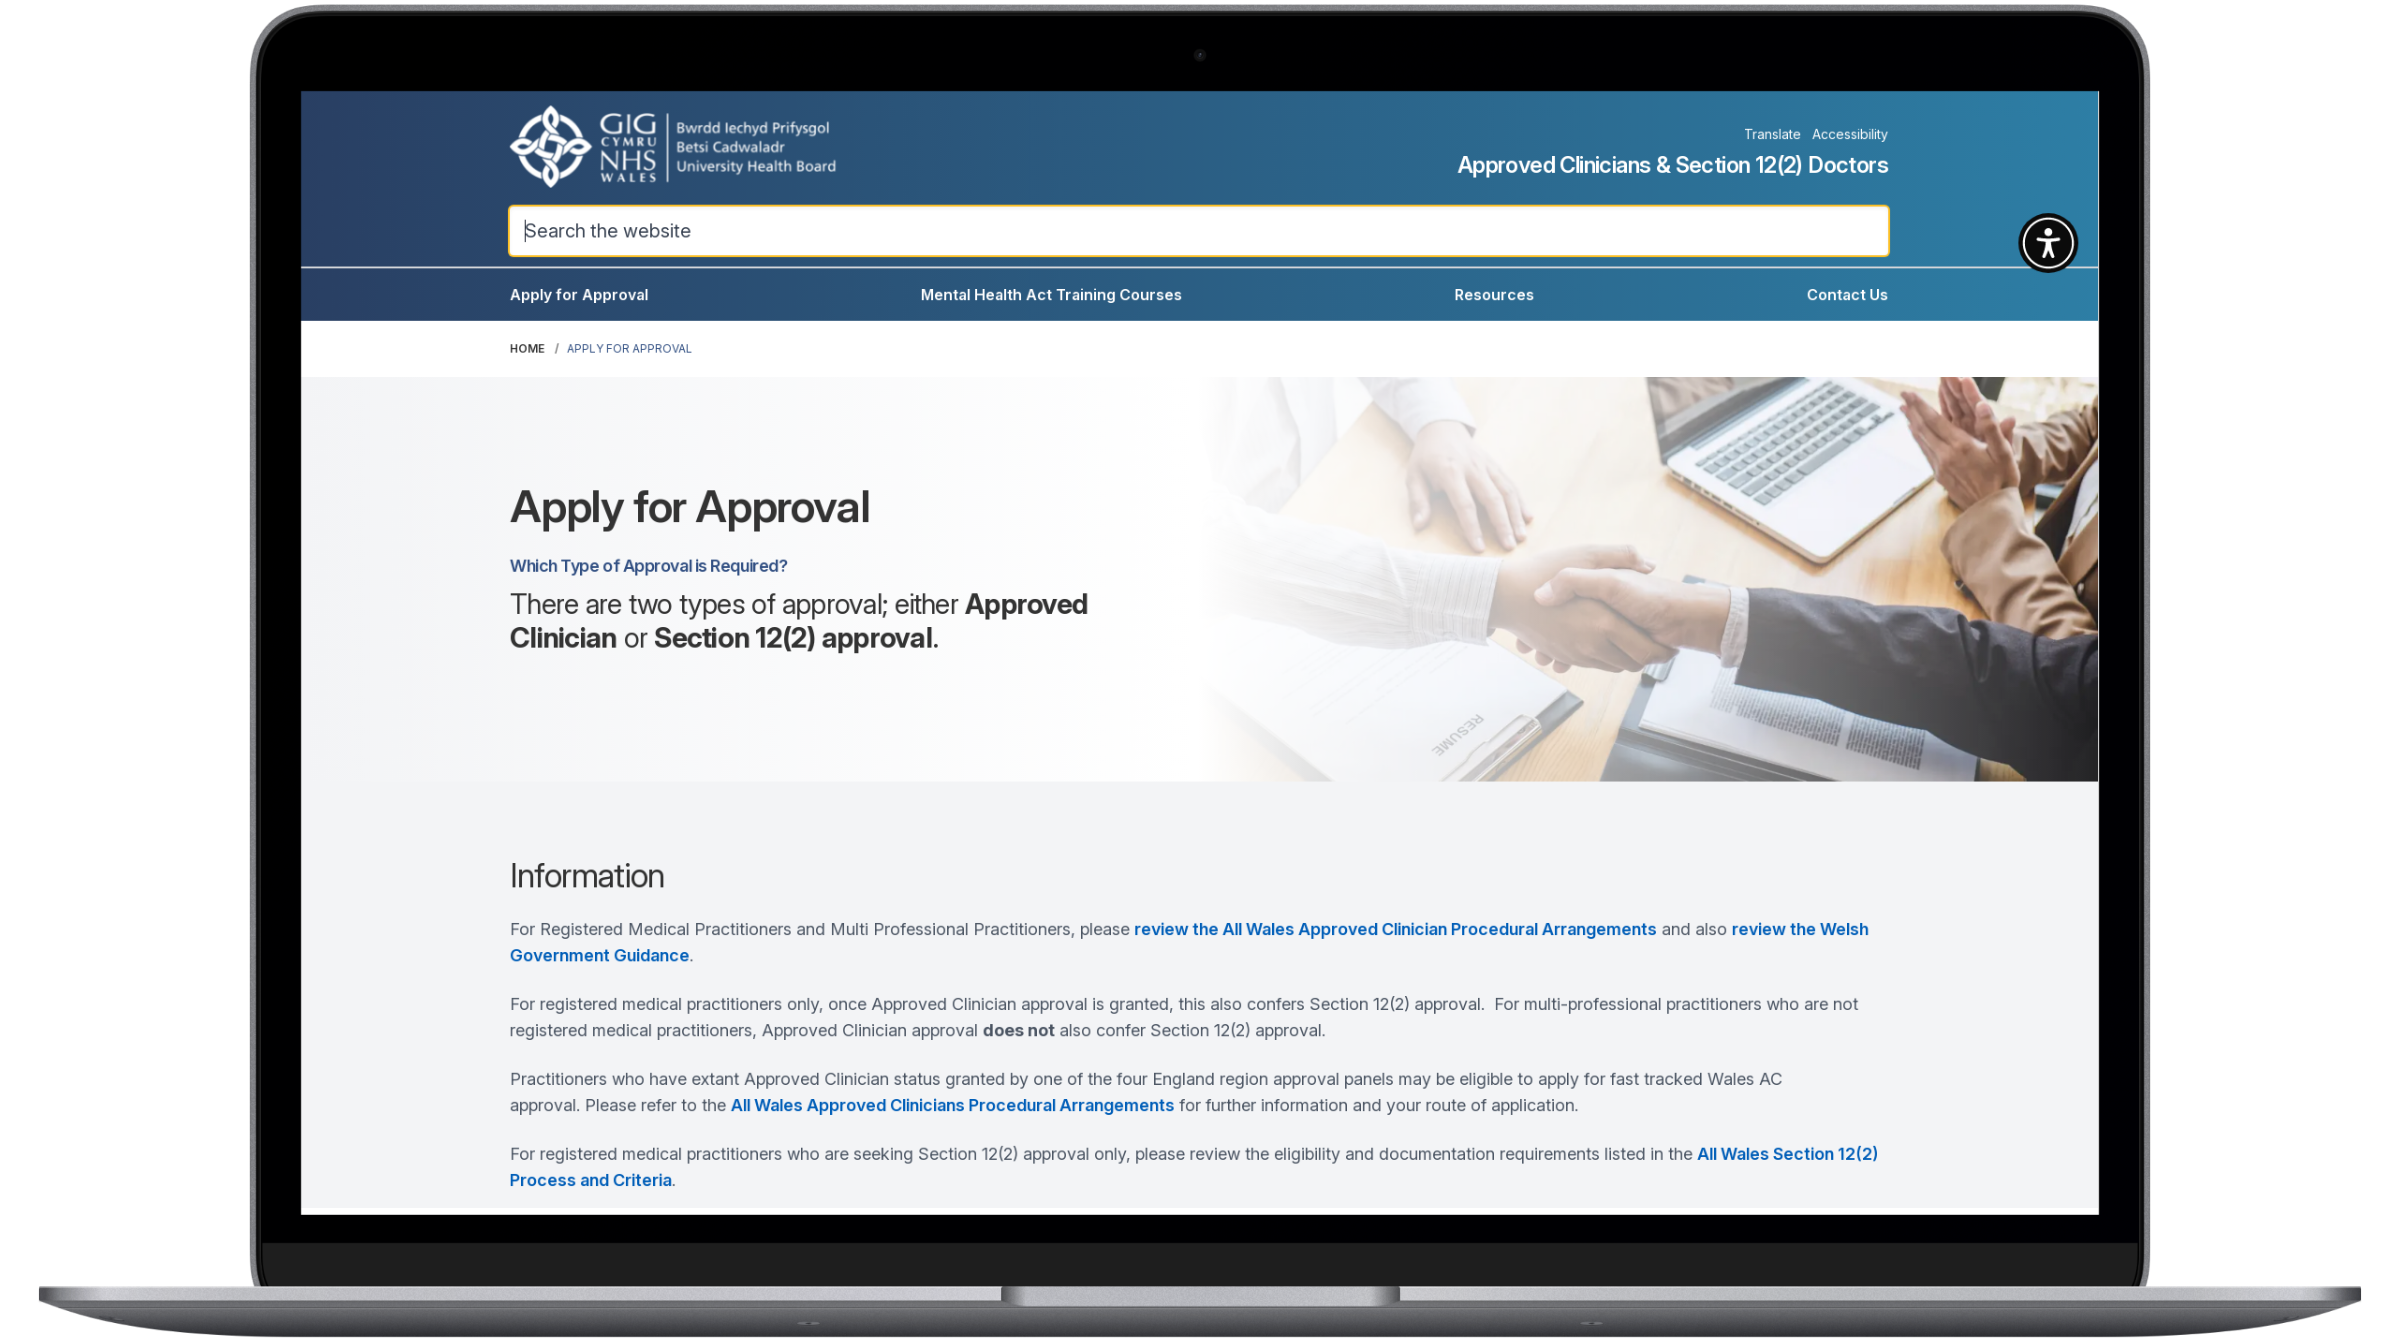 GIG
CYMRU
NHS
WALES
Bwrdd Iechyd Prifysgol
Betsi Cadwaladr
University Health Board
Translate Accessibility
Approved Clinicians & Section 12(2) Doctors
Search the website
Apply for Approval Mental Health Act Training Courses Resources Contact Us
HOME / APPLY FOR APPROVAL
Apply for Approval
Which Type of Approval is Required?
There are two types of approval; either Approved
Clinician or Section 12(2) approval.
RESUME
Information
For Registered Medical Practitioners and Multi Professional Practitioners, please review the All Wales Approved Clinician Procedural Arrangements and also review the Welsh
Government Guidance.
For registered medical practitioners only, once Approved Clinician approval is granted, this also confers Section 12(2) approval.  For multi-professional practitioners who are not
registered medical practitioners, Approved Clinician approval does not also confer Section 12(2) approval.
Practitioners who have extant Approved Clinician status granted by one of the four England region approval panels may be eligible to apply for fast tracked Wales AC
approval. Please refer to the All Wales Approved Clinicians Procedural Arrangements for further information and your route of application.
For registered medical practitioners who are seeking Section 12(2) approval only, please review the eligibility and documentation requirements listed in the All Wales Section 12(2)
Process and Criteria.